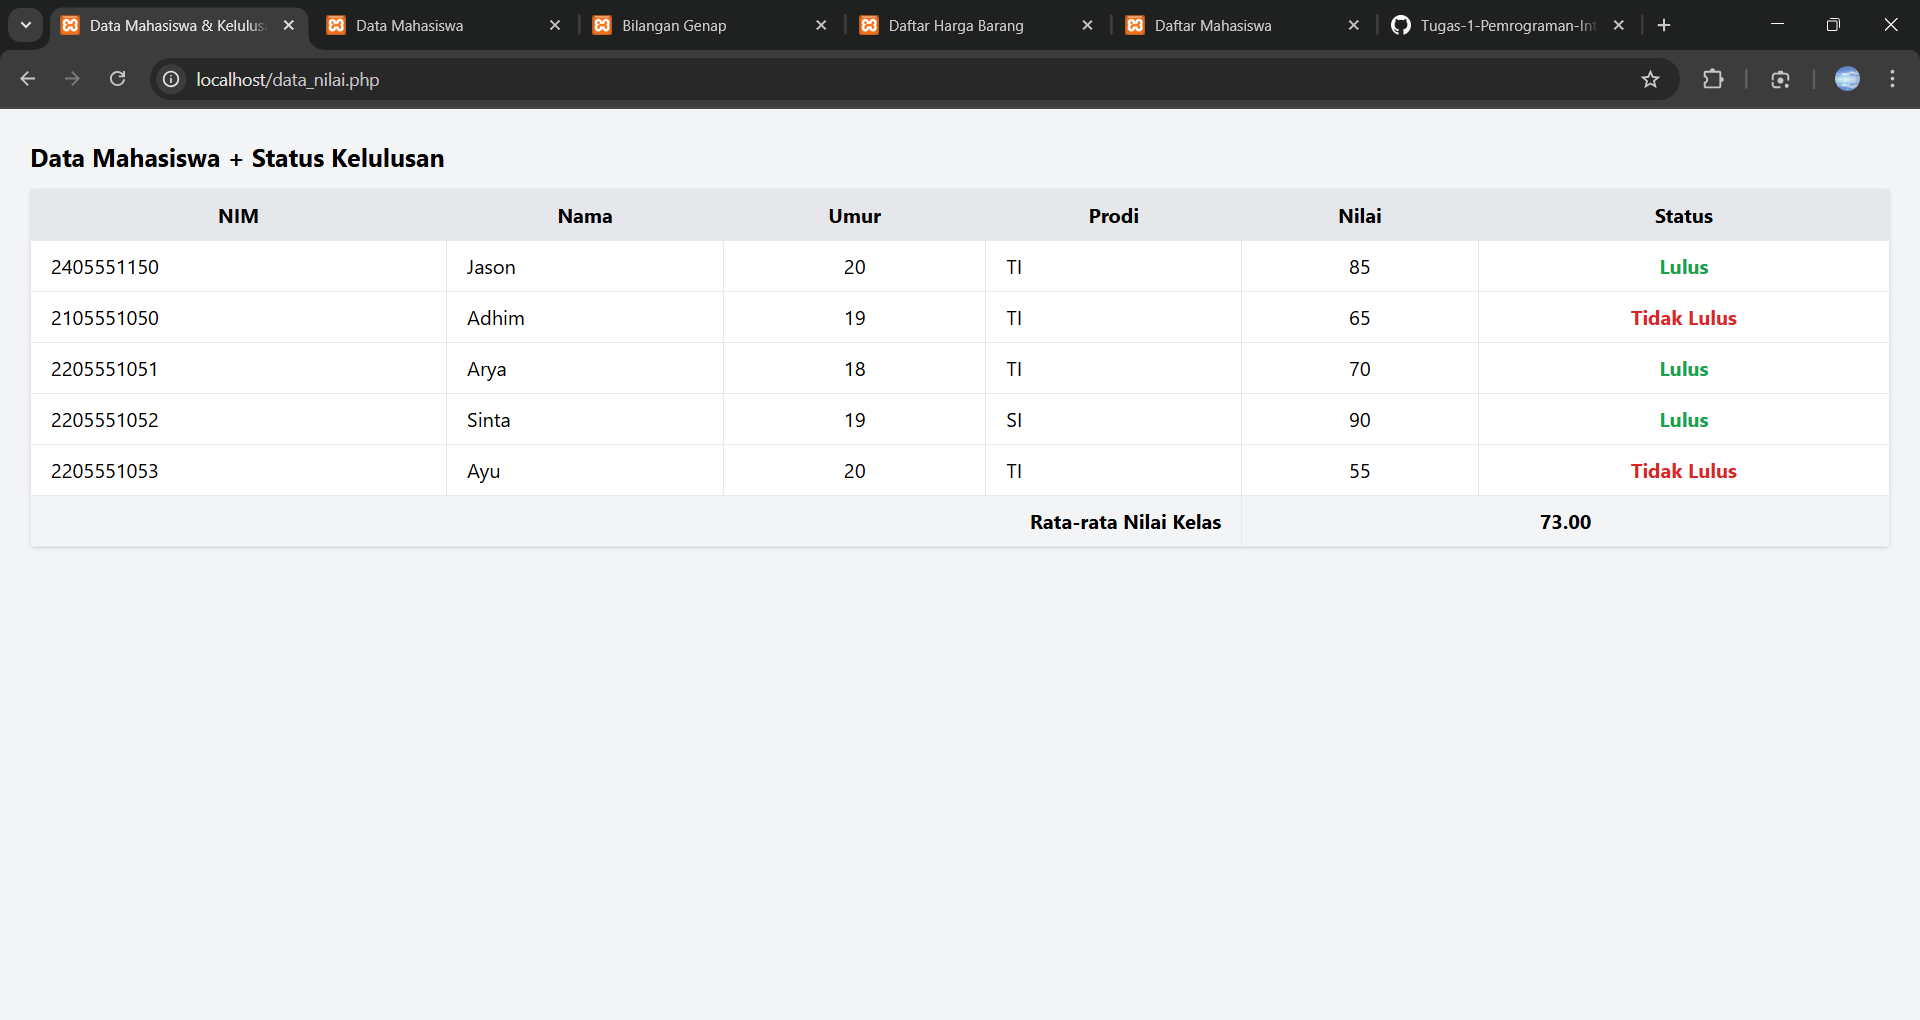 Data Mahasiswa & Kelulus
Data Mahasiswa
Bilangan Genap
Daftar Harga Barang
Daftar Mahasiswa
Tugas-1-Pemrograman-Int
localhost/data_nilai.php
Data Mahasiswa + Status Kelulusan
NIM Nama Umur Prodi Nilai Status
2405551150 Jason 20 TI 85 Lulus
2105551050 Adhim 19 TI 65 Tidak Lulus
2205551051 Arya 18 TI 70 Lulus
2205551052 Sinta 19 SI 90 Lulus
2205551053 Ayu 20 TI 55 Tidak Lulus
Rata-rata Nilai Kelas 73.00